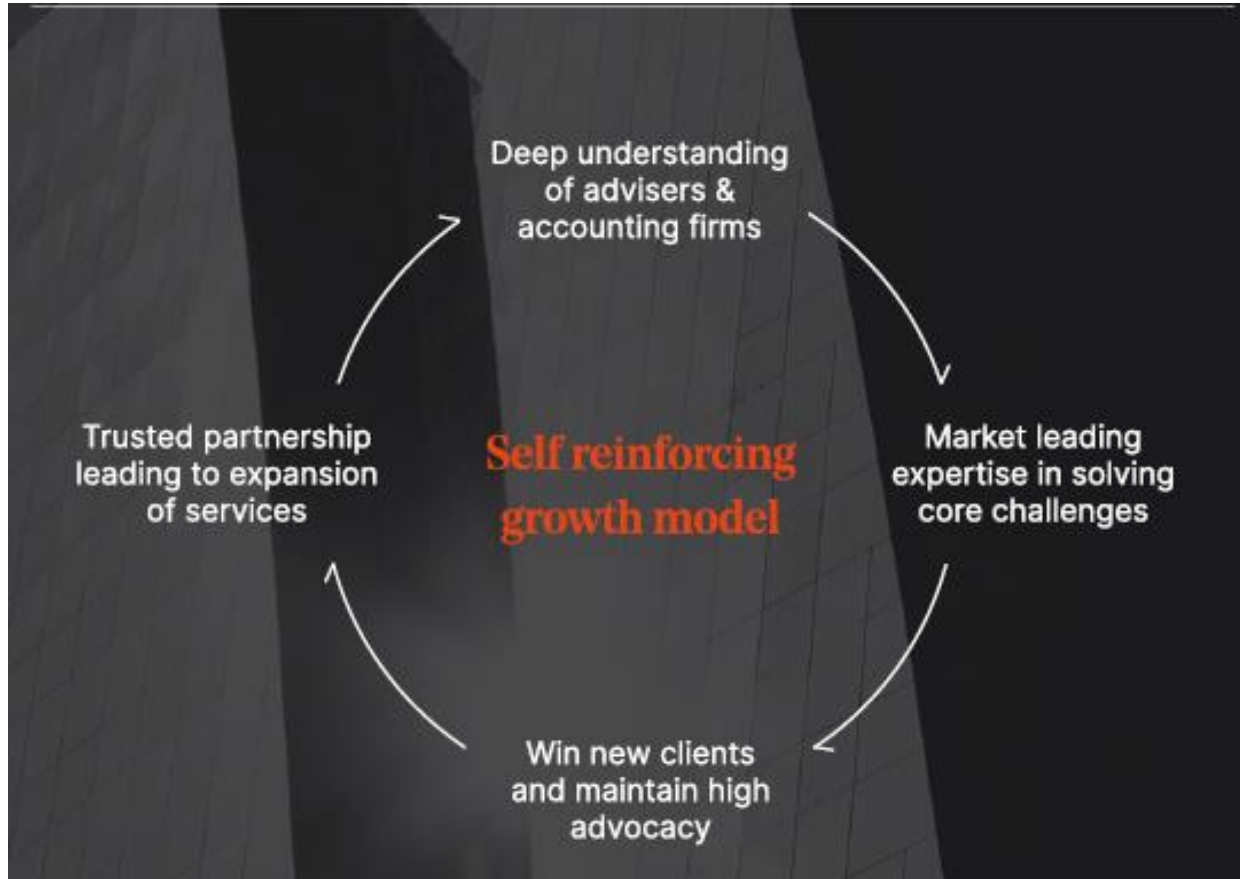 Deep understanding
of advisers &
accounting firms
Trusted partnership
leading to expansion
of services
Self reinforcing
growth model
Market leading
expertise in solving
core challenges
Win new clients
and maintain high
advocacy